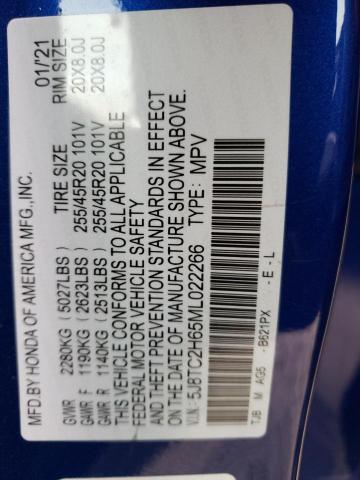 MFD.BY HONDA OF AMERICA MFG.,INC. 01/'21
TIRE SIZE RIM SIZE
GVWR 2280KG (5027LBS)
GAWR F 1190KG (2623LBS) 255/45R20 101V 20X8.0J
GAWR R 1140KG (2513LBS) 255/45R20 101V 20X8.0J
THIS VEHICLE CONFORMS TO ALL APPLICABLE
FEDERAL MOTOR VEHICLE SAFETY
AND THEFT PREVENTION STANDARDS IN EFFECT
ON THE DATE OF MANUFACTURE SHOWN ABOVE.
V.I.N.: 5J8TC2H65ML022266 TYPE: MPV
TJB M AG5 B621PX -E-L